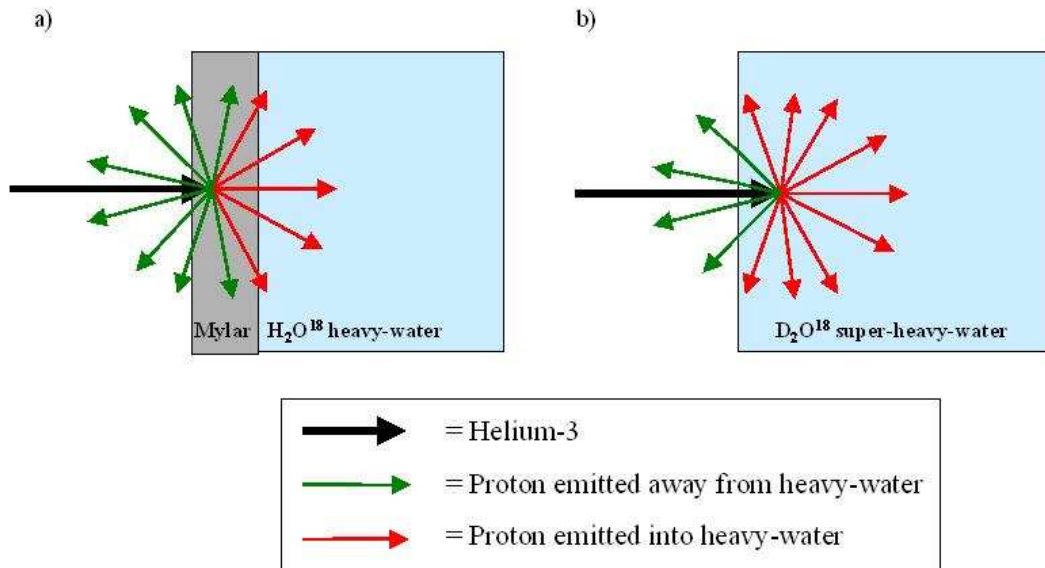 a)
b)
Mylar
H₂O¹⁸ heavy-water
D₂O¹⁸ super-heavy-water
= Helium-3
= Proton emitted away from heavy-water
= Proton emitted into heavy-water